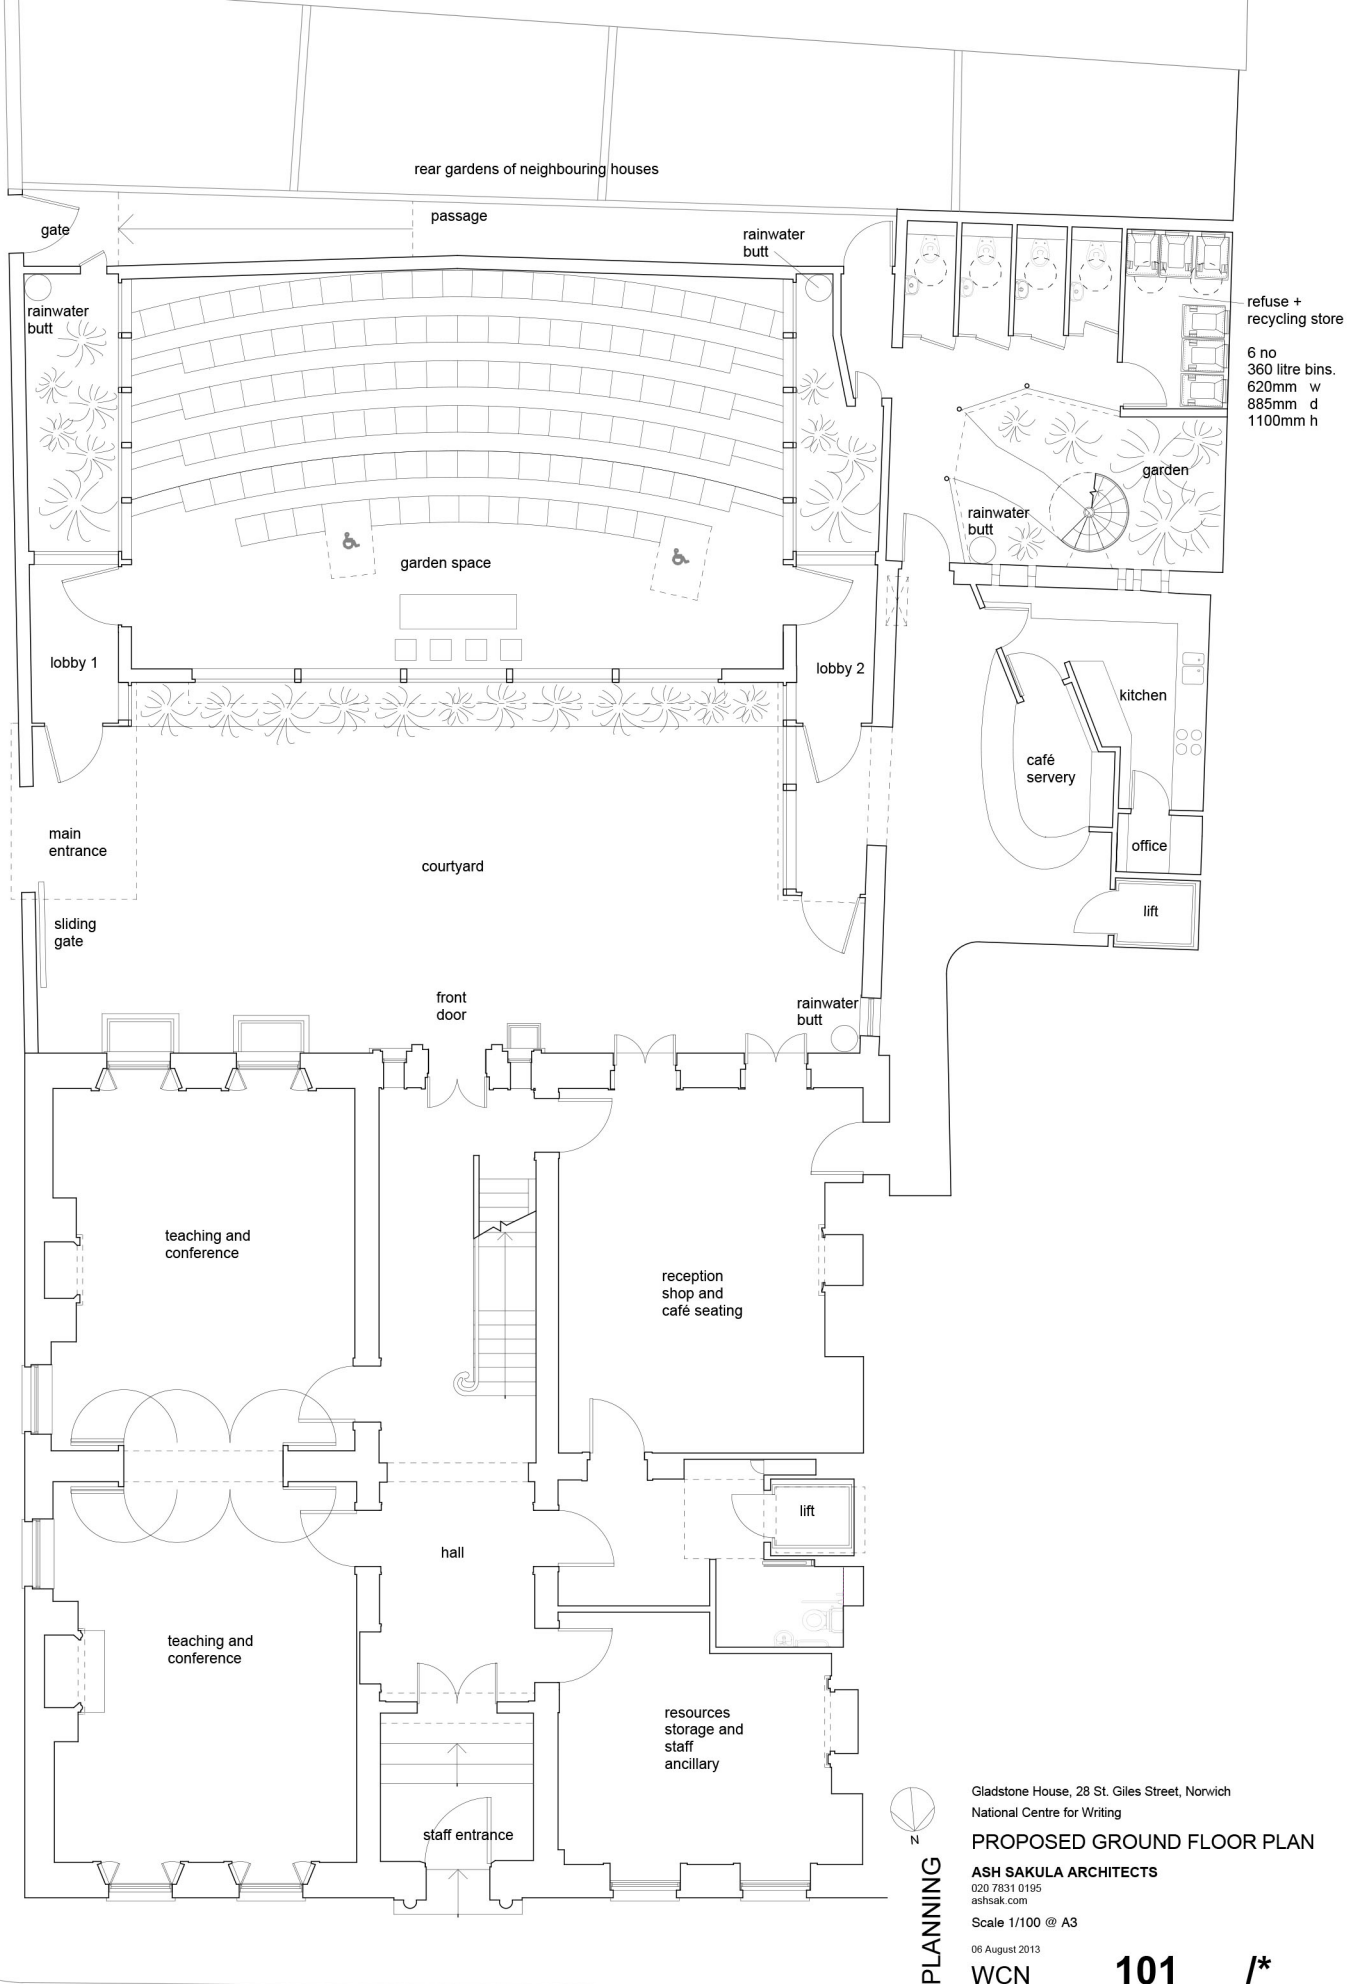 rear gardens of neighbouring houses
passage
gate
rainwater
butt
rainwater
butt
refuse +
recycling store
6 no
360 litre bins.
620mm w
885mm d
1100mm h
garden
rainwater
butt
garden space
lobby 1
lobby 2
kitchen
café
servery
main
entrance
office
courtyard
lift
sliding
gate
front
door
rainwater
butt
teaching and
conference
reception
shop and
café seating
lift
hall
teaching and
conference
resources
storage and
staff
ancillary
staff entrance
N
PLANNING
Gladstone House, 28 St. Giles Street, Norwich
National Centre for Writing
PROPOSED GROUND FLOOR PLAN
ASH SAKULA ARCHITECTS
020 7831 0195
ashsak.com
Scale 1/100 @ A3
06 August 2013
WCN 101 /*